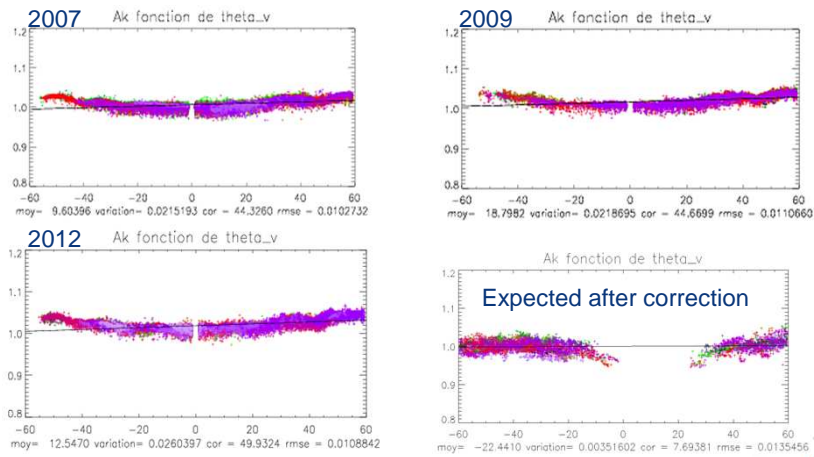 2007 Ak fonction de theta_v
1.2
1.1
1.0
0.9
0.8
-60 -40 -20 0 20 40 60
moy= 9.60396 variation= 0.0215193 cor = 44.3260 rmse = 0.0102732
2009 Ak fonction de theta_v
1.2
1.1
1.0
0.9
0.8
-60 -40 -20 0 20 40 60
moy= 18.7982 variation= 0.0218695 cor = 44.6699 rmse = 0.0110660
2012 Ak fonction de theta_v
1.2
1.1
1.0
0.9
0.8
-60 -40 -20 0 20 40 60
moy= 12.5470 variation= 0.0260397 cor = 49.9324 rmse = 0.0108842
Ak fonction de theta_v
Expected after correction
1.2
1.1
1.0
0.9
0.8
-60 -40 -20 0 20 40 60
moy= -22.4410 variation= 0.00351602 cor = 7.69381 rmse = 0.0135456